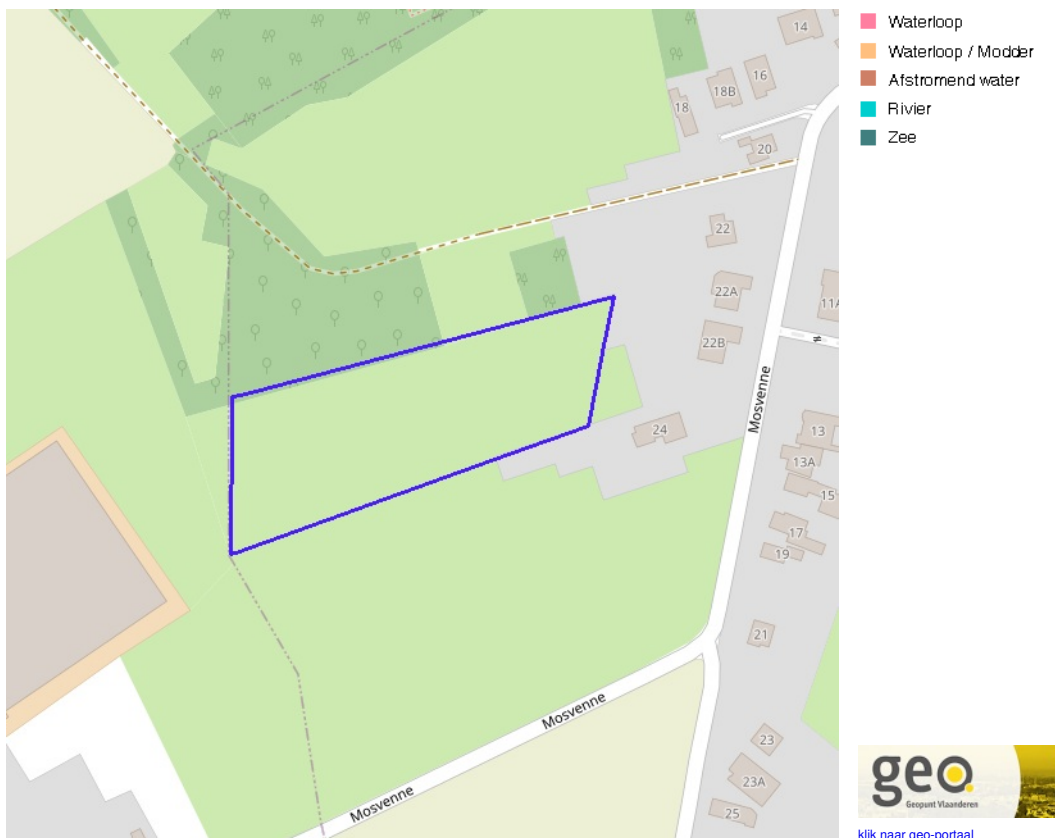 14
16
18B
18
20
22
22A
11A
22B
Mosvenne
24
13
13A
15
17
19
21
Mosvenne
23
23A
25
Waterloop
Waterloop / Modder
Afstromend water
Rivier
Zee
geo.
Geopunt Vlaanderen
klik naar geo-portaal